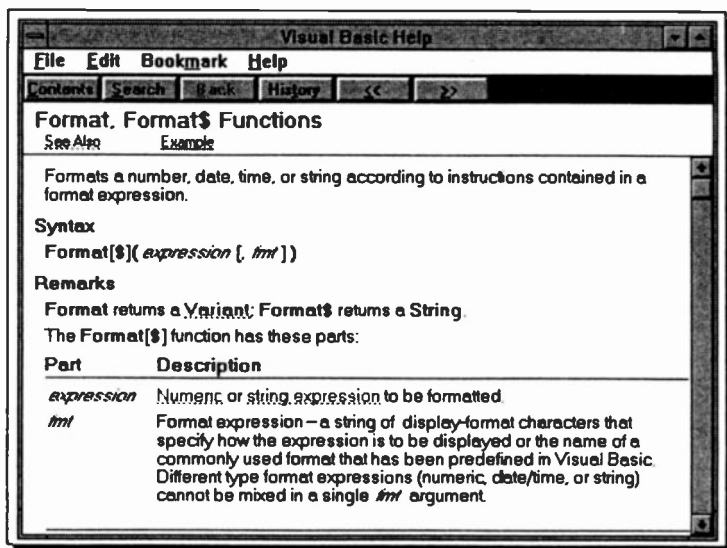 Visual Basic Help
File Edit Bookmark Help
Contents Search Back History << >>
Format, Format$ Functions
See Also Example
Formats a number, date, time, or string according to instructions contained in a
format expression.
Syntax
Format[$]( expression [, fmt ] )
Remarks
Format returns a Variant; Format$ returns a String.
The Format[$] function has these parts:
Part Description
expression Numeric or string expression to be formatted.
fmt Format expression — a string of display-format characters that
specify how the expression is to be displayed or the name of a
commonly used format that has been predefined in Visual Basic.
Different type format expressions (numeric, date/time, or string)
cannot be mixed in a single fmt argument.